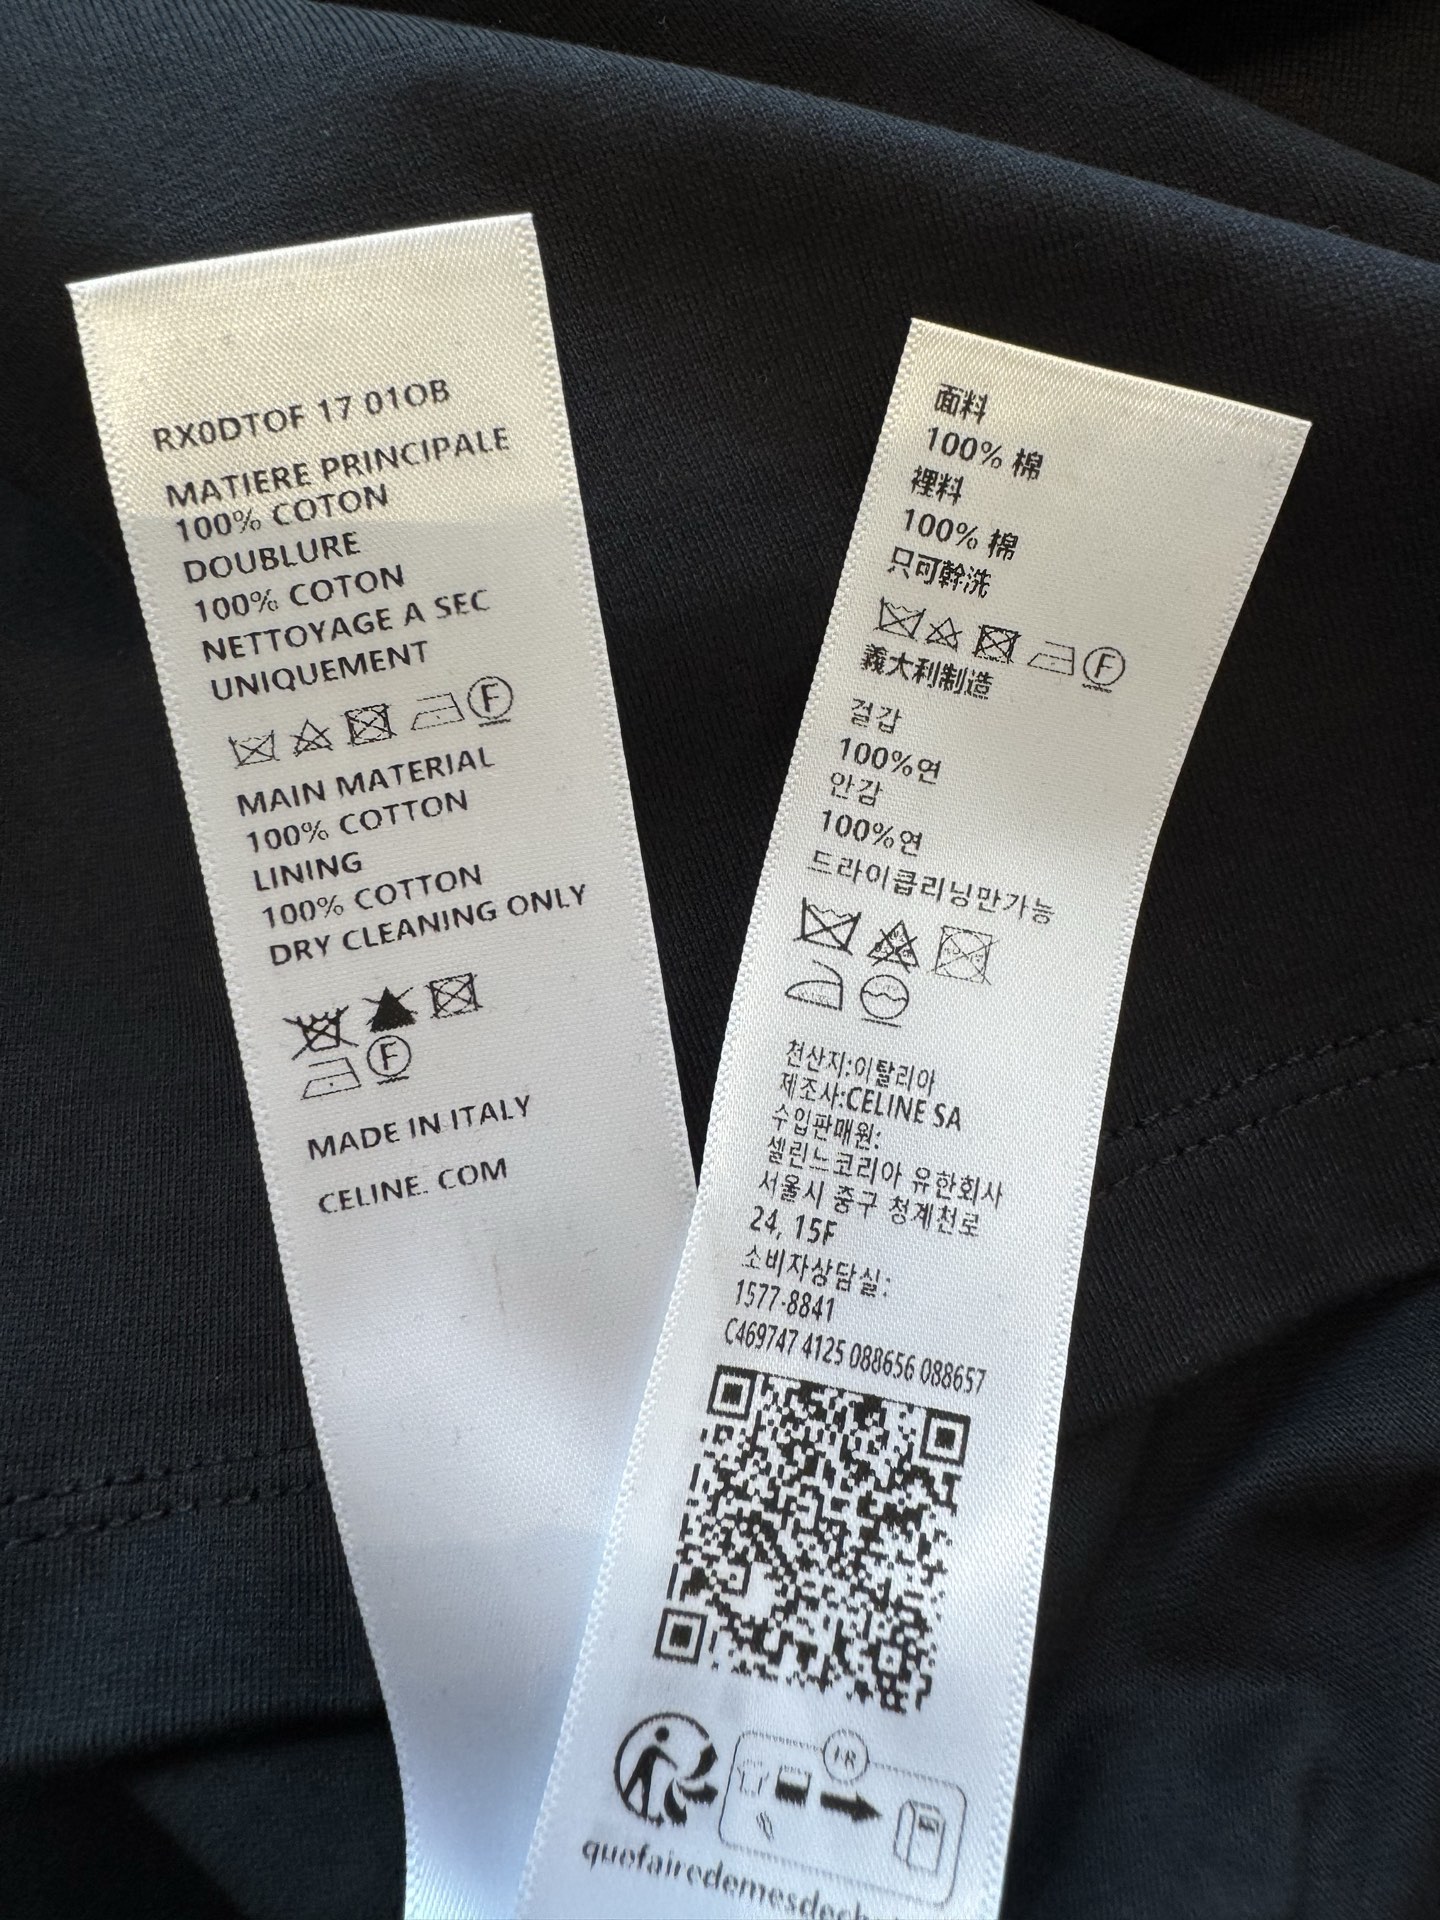 RX0DTOF 17 01OB
MATIERE PRINCIPALE
100% COTON
DOUBLURE
100% COTON
NETTOYAGE A SEC
UNIQUEMENT
F
MAIN MATERIAL
100% COTTON
LINING
100% COTTON
DRY CLEANING ONLY
F
MADE IN ITALY
CELINE. COM
面料
100% 棉
裡料
100% 棉
只可幹洗
F
義大利制造
걸감
100%연
안감
100%연
드라이큽리닝만가능
천산지:이탈리아
제조사:CELINE SA
수입판매원:
셀린느코리아 유한회사
서울시 중구 청계천로
24, 15F
소비자상담실:
1577-8841
C469747 4125 088656 088657
quefairedemesdech